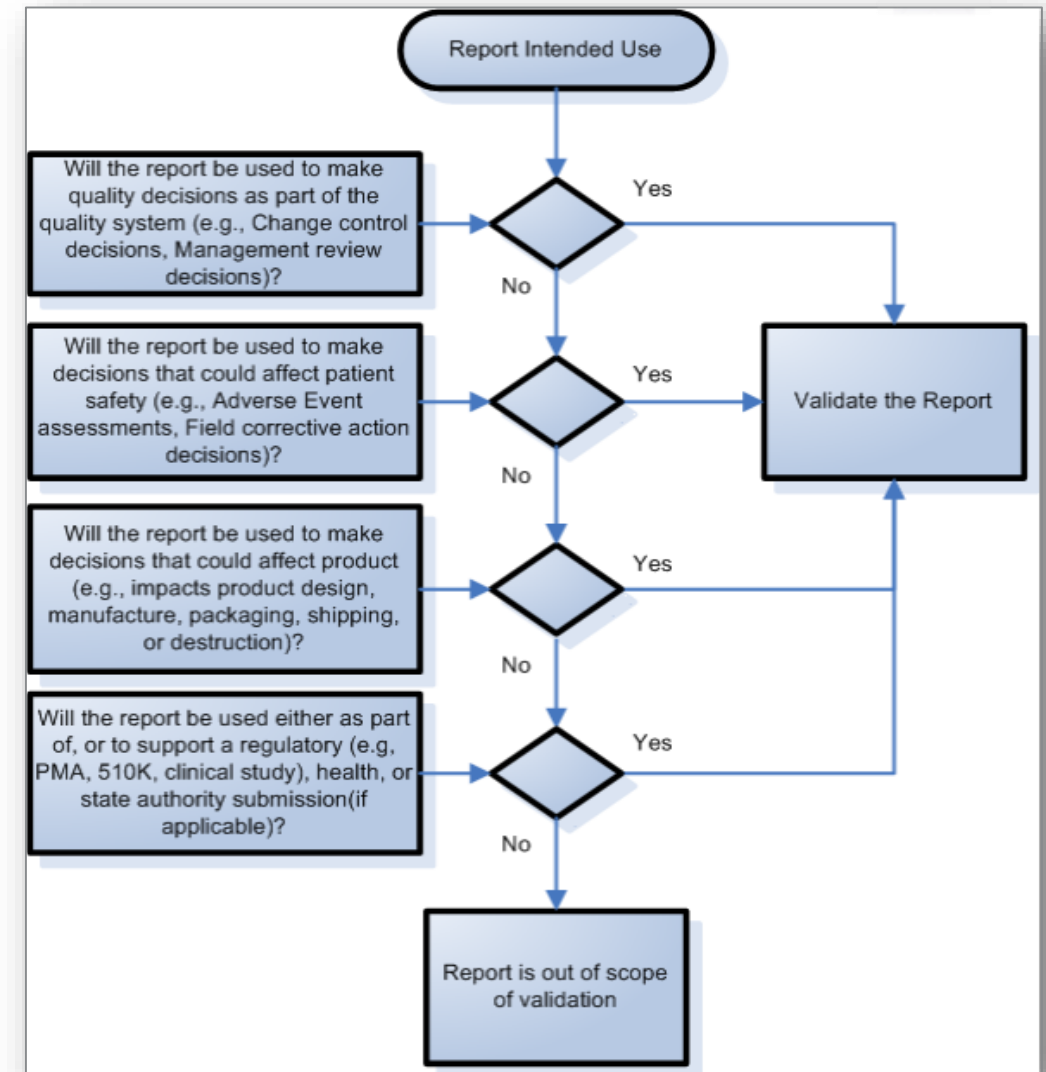 Report Intended Use
Will the report be used to make
quality decisions as part of the
quality system (e.g., Change control
decisions, Management review
decisions)?
Yes
No
Will the report be used to make
decisions that could affect patient
safety (e.g., Adverse Event
assessments, Field corrective action
decisions)?
Yes
Validate the Report
No
Will the report be used to make
decisions that could affect product
(e.g., impacts product design,
manufacture, packaging, shipping,
or destruction)?
Yes
No
Will the report be used either as part
of, or to support a regulatory (e.g,
PMA, 510K, clinical study), health, or
state authority submission(if
applicable)?
Yes
No
Report is out of scope
of validation